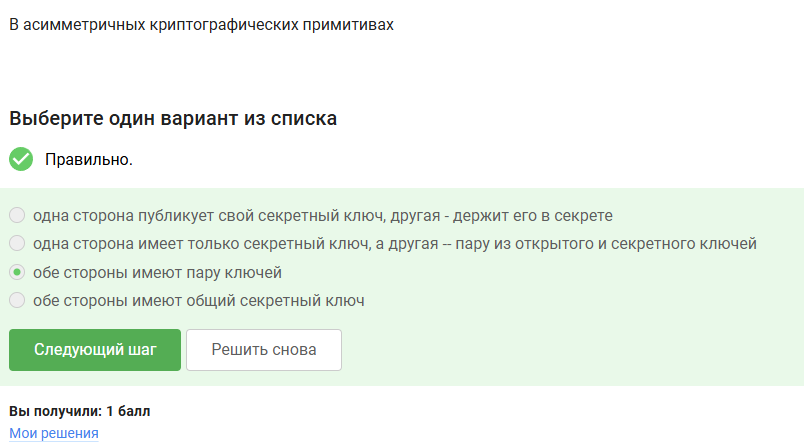 В асимметричных криптографических примитивах
Выберите один вариант из списка
Правильно.
одна сторона публикует свой секретный ключ, другая - держит его в секрете
одна сторона имеет только секретный ключ, а другая -- пару из открытого и секретного ключей
обе стороны имеют пару ключей
обе стороны имеют общий секретный ключ
Следующий шаг Решить снова
Вы получили: 1 балл
Мои решения